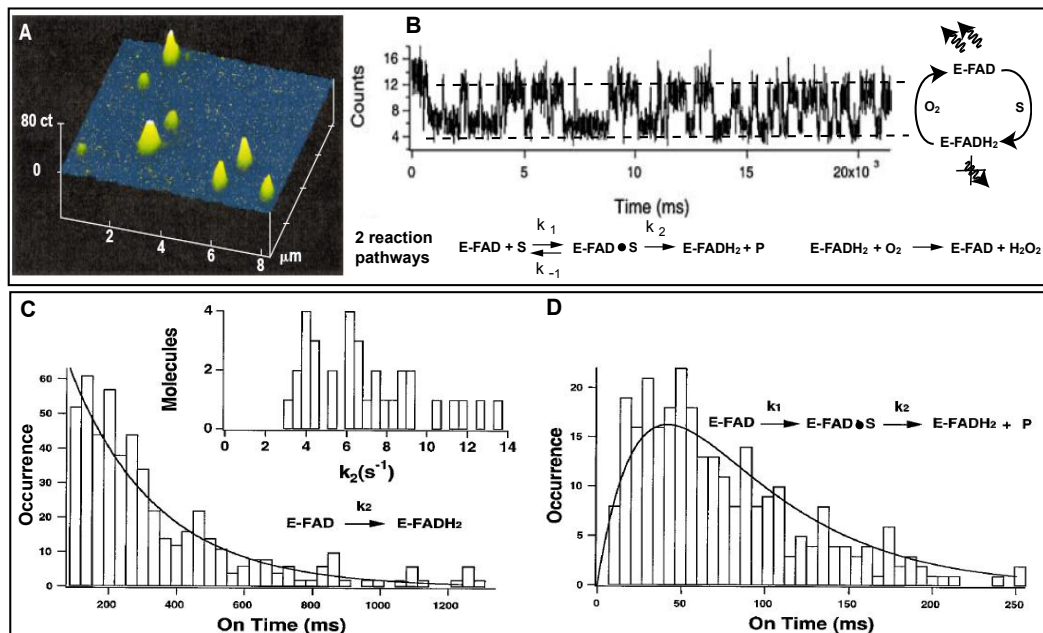 A
80 ct
0
2
4
6
8
μm
B
Counts
16
12
8
4
0
5
10
15
20x10³
Time (ms)
E-FAD
O₂
S
E-FADH₂
2 reaction
pathways
E-FAD + S
k₁
k₋₁
E-FAD●S
k₂
E-FADH₂ + P
E-FADH₂ + O₂
E-FAD + H₂O₂
C
Occurrence
60
50
40
30
20
10
0
200
400
600
800
1000
1200
On Time (ms)
Molecules
4
2
0
0
2
4
6
8
10
12
14
k₂(s⁻¹)
E-FAD
k₂
E-FADH₂
D
Occurrence
20
15
10
5
0
0
50
100
150
200
250
On Time (ms)
E-FAD
k₁
E-FAD●S
k₂
E-FADH₂ + P